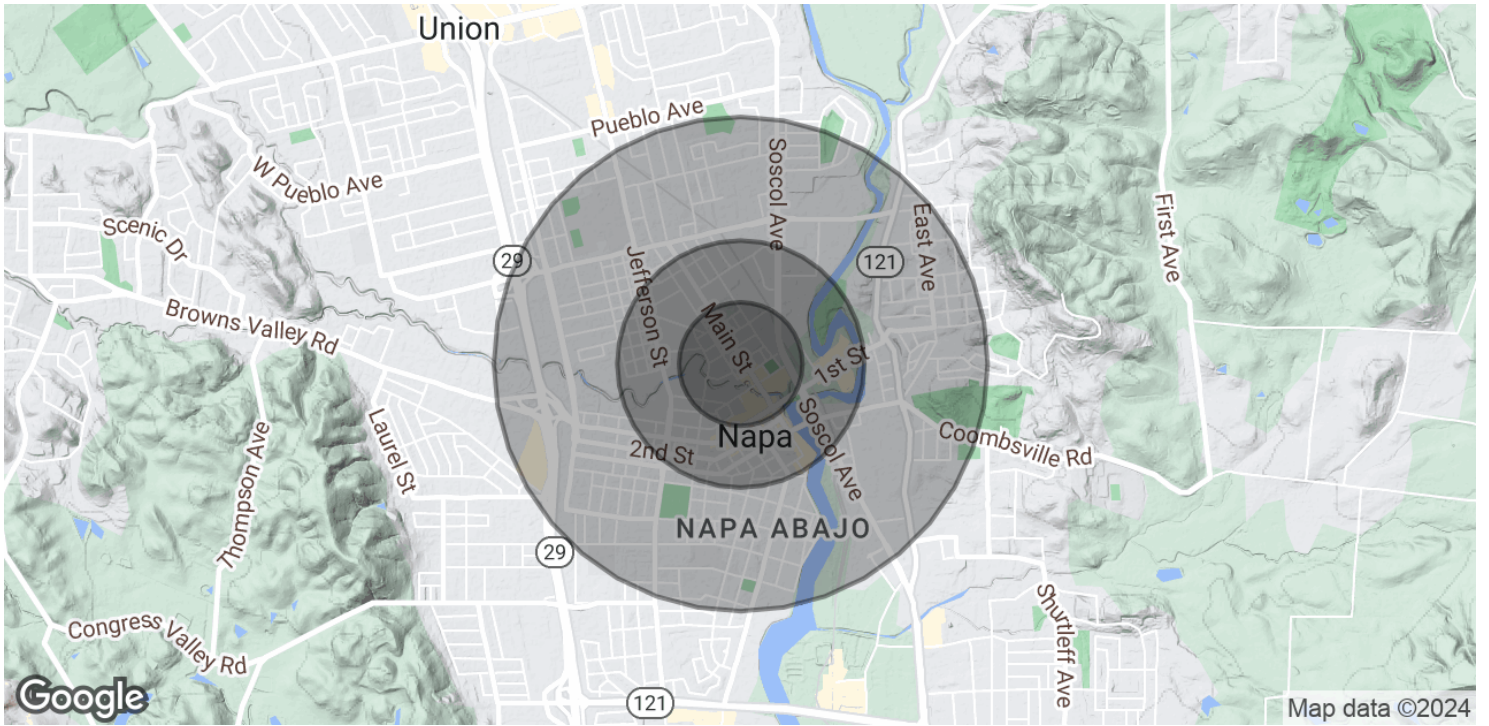 Union
Pueblo Ave
Soscol Ave
W Pueblo Ave
Scenic Dr
East Ave
First Ave
29
121
Jefferson St
Main St
Browns Valley Rd
1st St
Laurel St
Napa
Soscol Ave
2nd St
Coombsville Rd
Thompson Ave
NAPA ABAJO
29
Shurtleff Ave
Congress Valley Rd
Google
121
Map data ©2024